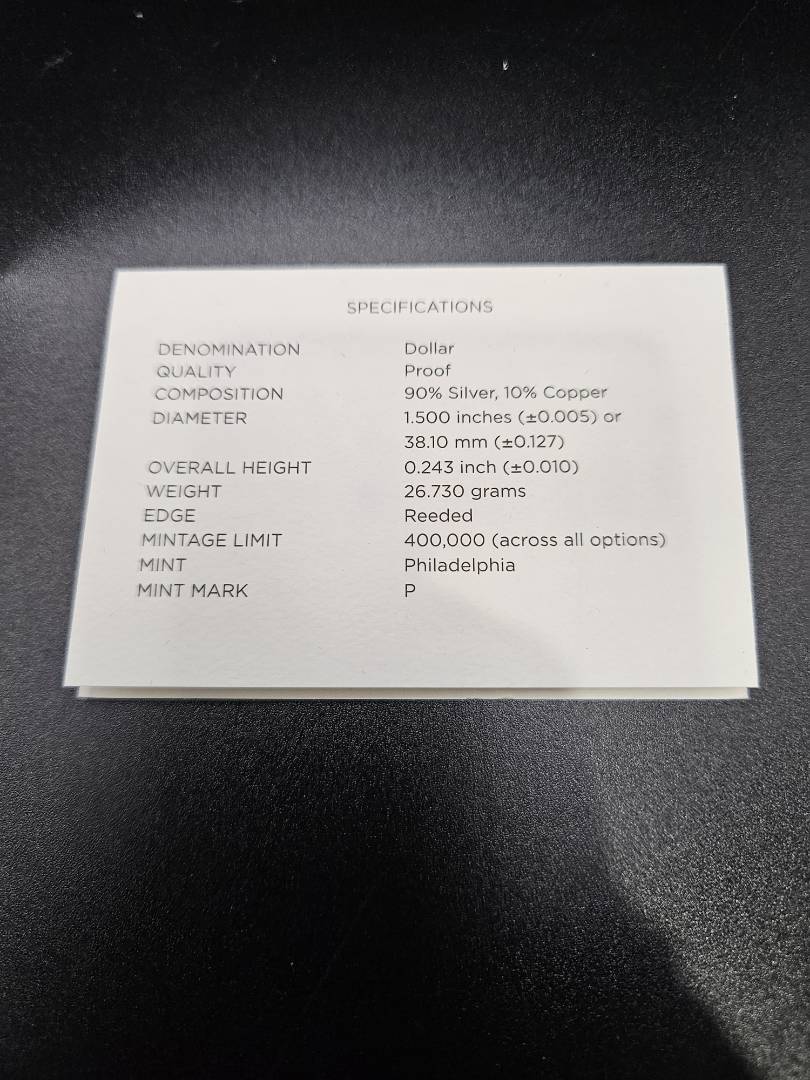 SPECIFICATIONS
DENOMINATION Dollar
QUALITY Proof
COMPOSITION 90% Silver, 10% Copper
DIAMETER 1.500 inches (±0.005) or
38.10 mm (±0.127)
OVERALL HEIGHT 0.243 inch (±0.010)
WEIGHT 26.730 grams
EDGE Reeded
MINTAGE LIMIT 400,000 (across all options)
MINT Philadelphia
MINT MARK P